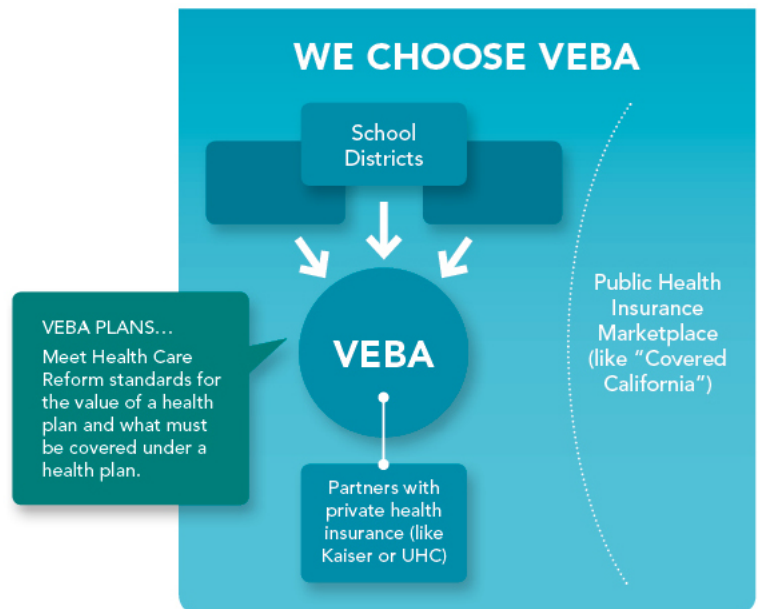 WE CHOOSE VEBA
School
Districts
VEBA PLANS...
Meet Health Care
Reform standards for
the value of a health
plan and what must
be covered under a
health plan.
VEBA
Partners with
private health
insurance (like
Kaiser or UHC)
Public Health
Insurance
Marketplace
(like “Covered
California”)